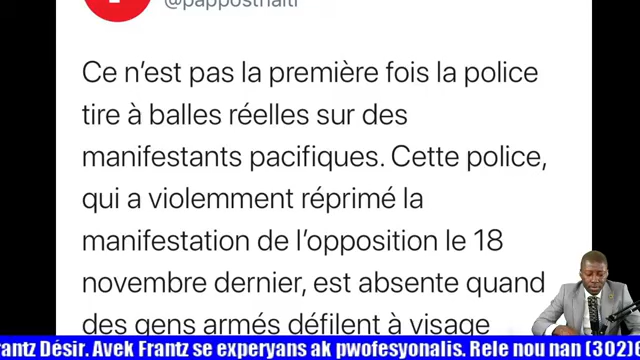 @papposthaiti
Ce n’est pas la première fois la police
tire à balles réelles sur des
manifestants pacifiques. Cette police,
qui a violemment réprimé la
manifestation de l’opposition le 18
novembre dernier, est absente quand
des gens armés défilent à visage
rantz Désir. Avek Frantz se experyans ak pwofesyonalis. Rele nou nan (302)